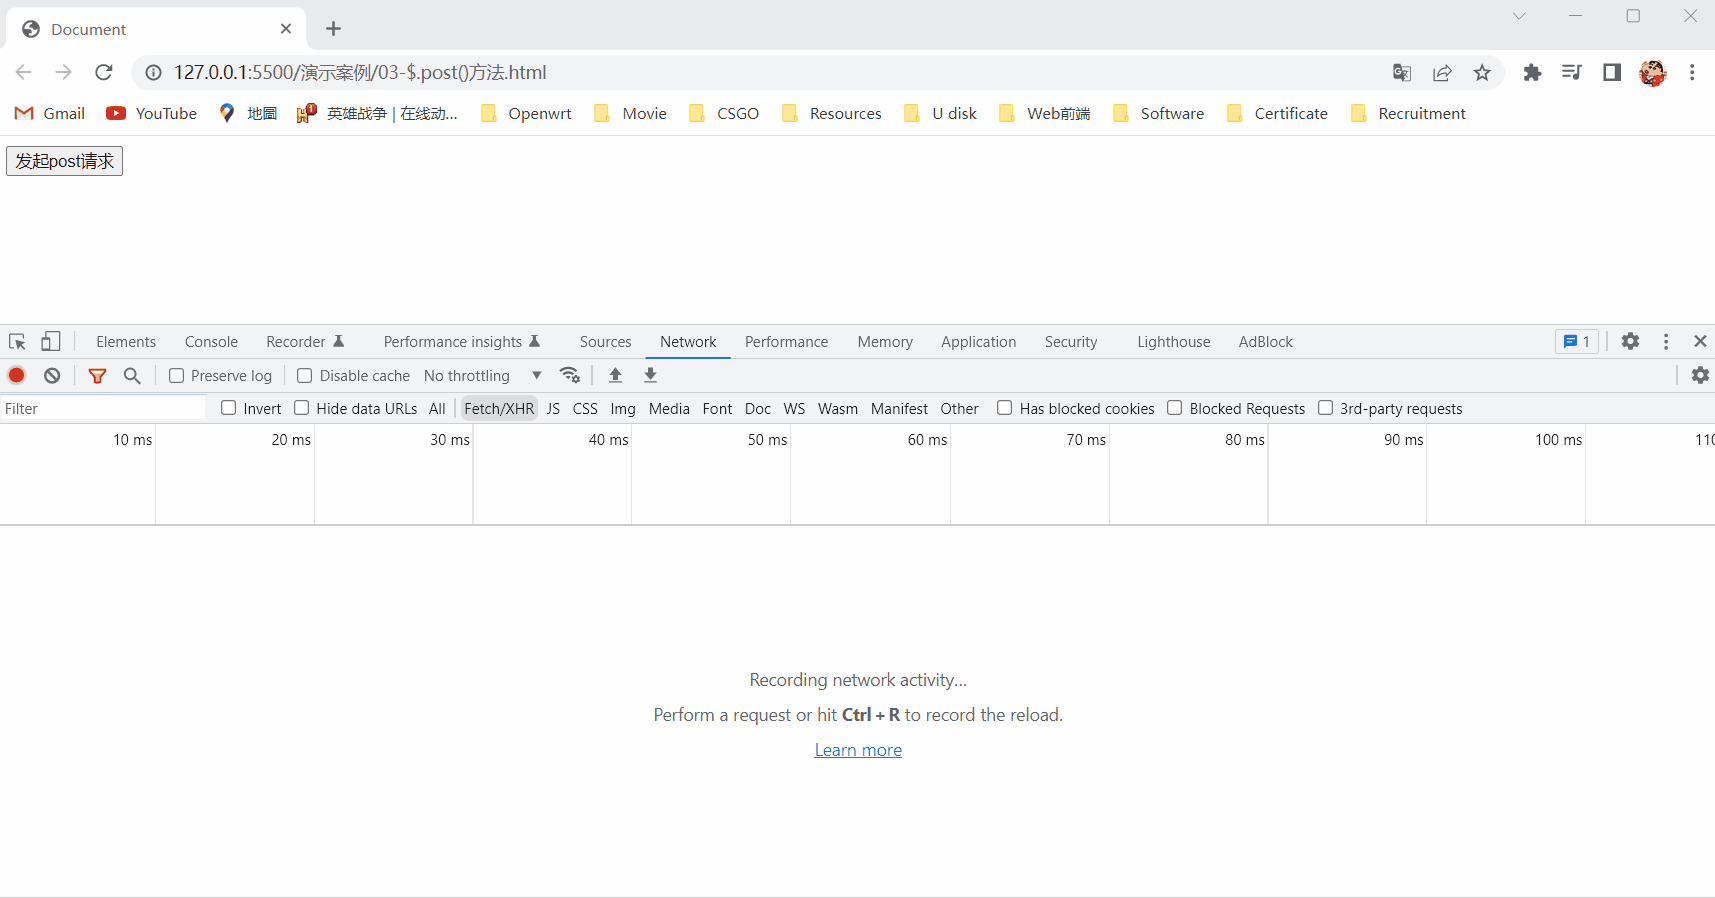 Document
127.0.0.1:5500/演示案例/03-$.post()方法.html
Gmail YouTube 地圖 英雄战争 | 在线动... Openwrt Movie CSGO Resources U disk Web前端 Software Certificate Recruitment
发起post请求
Elements Console Recorder Performance insights Sources Network Performance Memory Application Security Lighthouse AdBlock 1
Preserve log Disable cache No throttling
Filter Invert Hide data URLs All Fetch/XHR JS CSS Img Media Font Doc WS Wasm Manifest Other Has blocked cookies Blocked Requests 3rd-party requests
10 ms 20 ms 30 ms 40 ms 50 ms 60 ms 70 ms 80 ms 90 ms 100 ms 110
Recording network activity...
Perform a request or hit Ctrl + R to record the reload.
Learn more